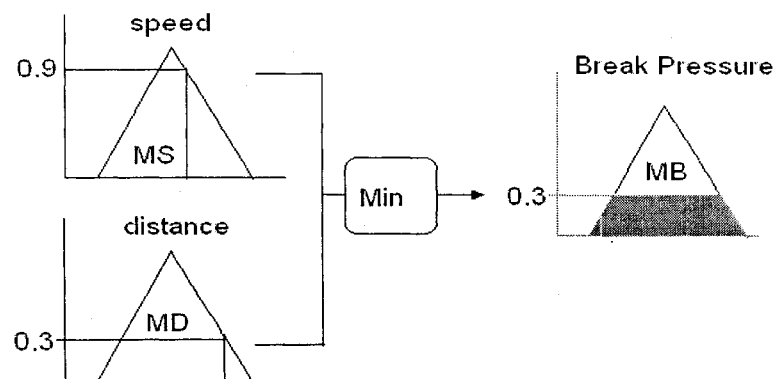 speed
0.9
MS
distance
MD
0.3
Min
Break Pressure
MB
0.3